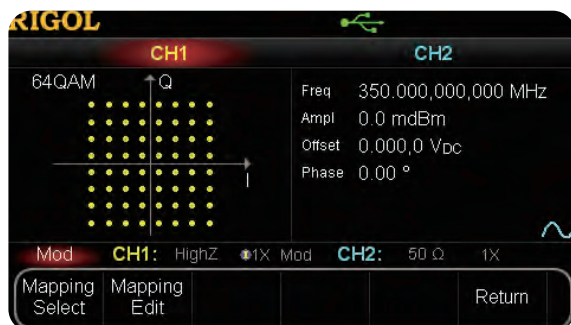 RIGOL
CH1 CH2
64QAM Q
I
Freq 350.000,000,000 MHz
Ampl 0.0 mdBm
Offset 0.000,0 VDC
Phase 0.00 °
Mod CH1: HighZ 1X Mod CH2: 50 Ω 1X
Mapping Select
Mapping Edit
Return